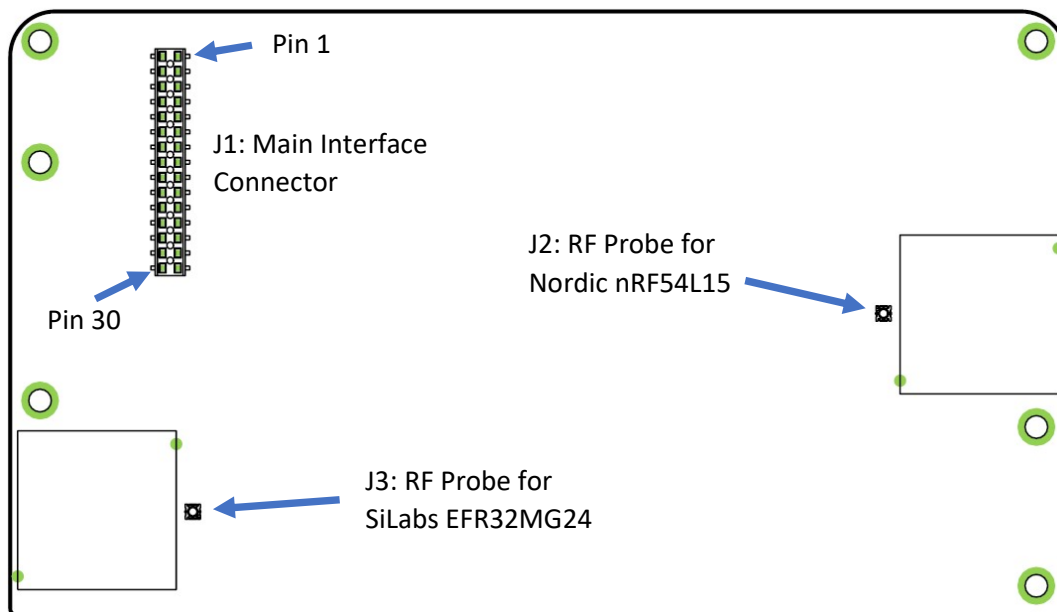 Pin 1
J1: Main Interface
Connector
J2: RF Probe for
Nordic nRF54L15
Pin 30
J3: RF Probe for
SiLabs EFR32MG24